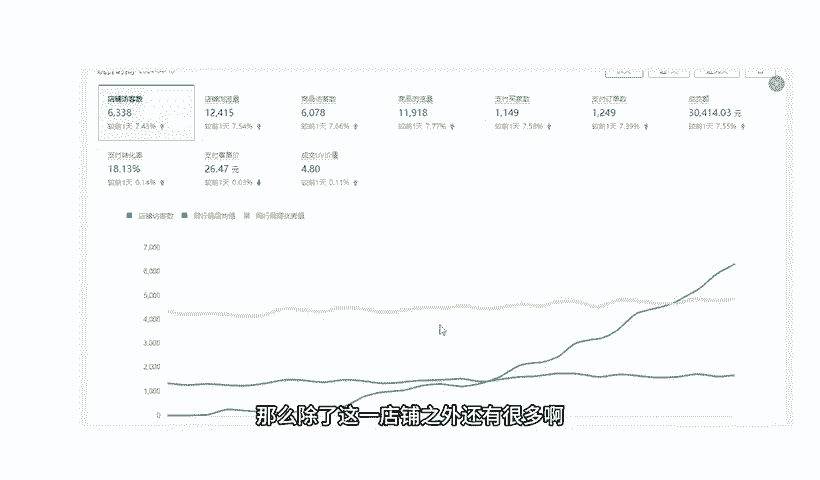 店铺访客数 店铺浏览量 商品访客数 商品浏览量 支付买家数 支付订单数 成交额
6,338 12,415 6,078 11,918 1,149 1,249 30,414.03 元
较前1天 7.43% 较前1天 7.54% 较前1天 7.66% 较前1天 7.77% 较前1天 7.58% 较前1天 7.39% 较前1天 7.55%
支付转化率 支付客单价 成交UV价值
18.13% 26.47 元 4.80
较前1天 0.14% 较前1天 0.03% 较前1天 0.11%
店铺访客数 同行同层均值 同行同层优秀值
7,000
6,000
5,000
4,000
3,000
2,000
1,000
0
那么除了这一店铺之外还有很多啊